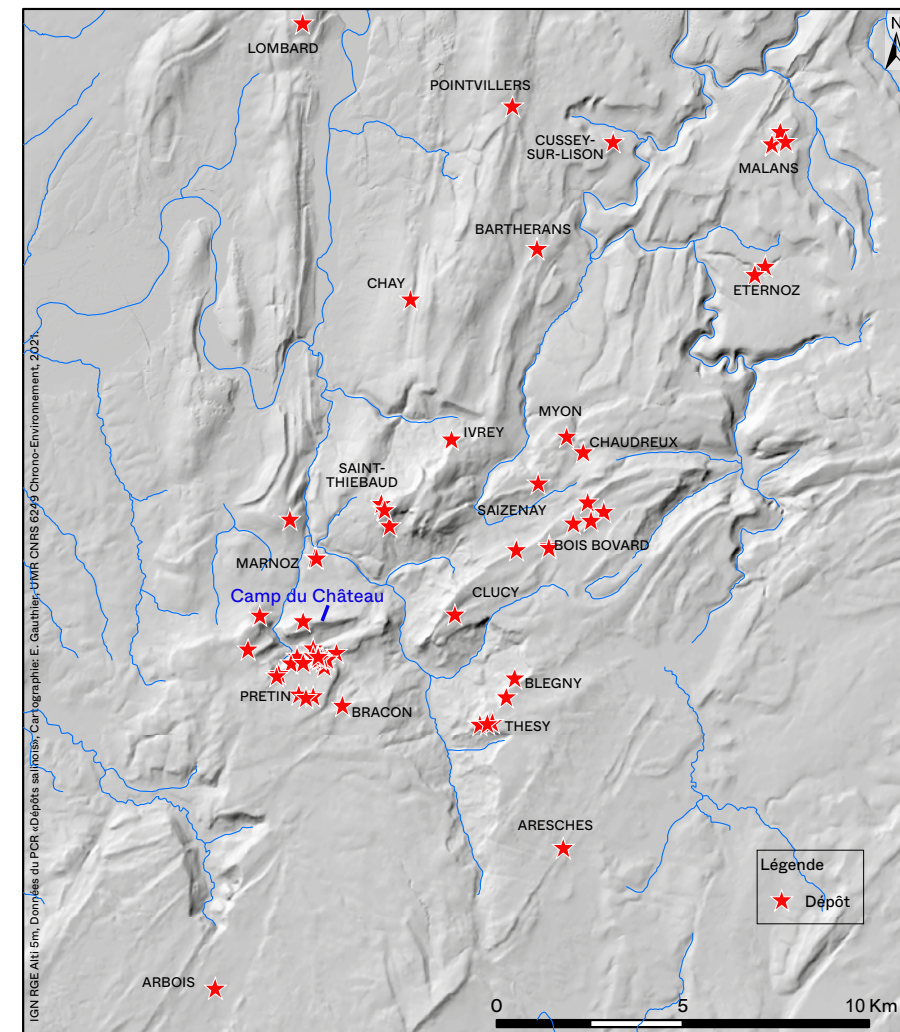 N
LOMBARD
POINTVILLERS
CUSSEY-
SUR-LISON
MALANS
BARTHERANS
CHAY
ETERNOZ
MYON
IVREY
CHAUDREUX
SAINT-
THIEBAUD
SAIZENAY
BOIS BOVARD
MARNOZ
Camp du Château
CLUCY
BLEGNY
PRETIN
BRACON
THESY
ARESCHES
Légende
Dépôt
ARBOIS
0 5 10 Km
IGN RGE Alti 5m, Données du PCR «Dépôts salinois», Cartographie: E. Gauthier, UMR CNRS 6249 Chrono-Environnement, 2021.